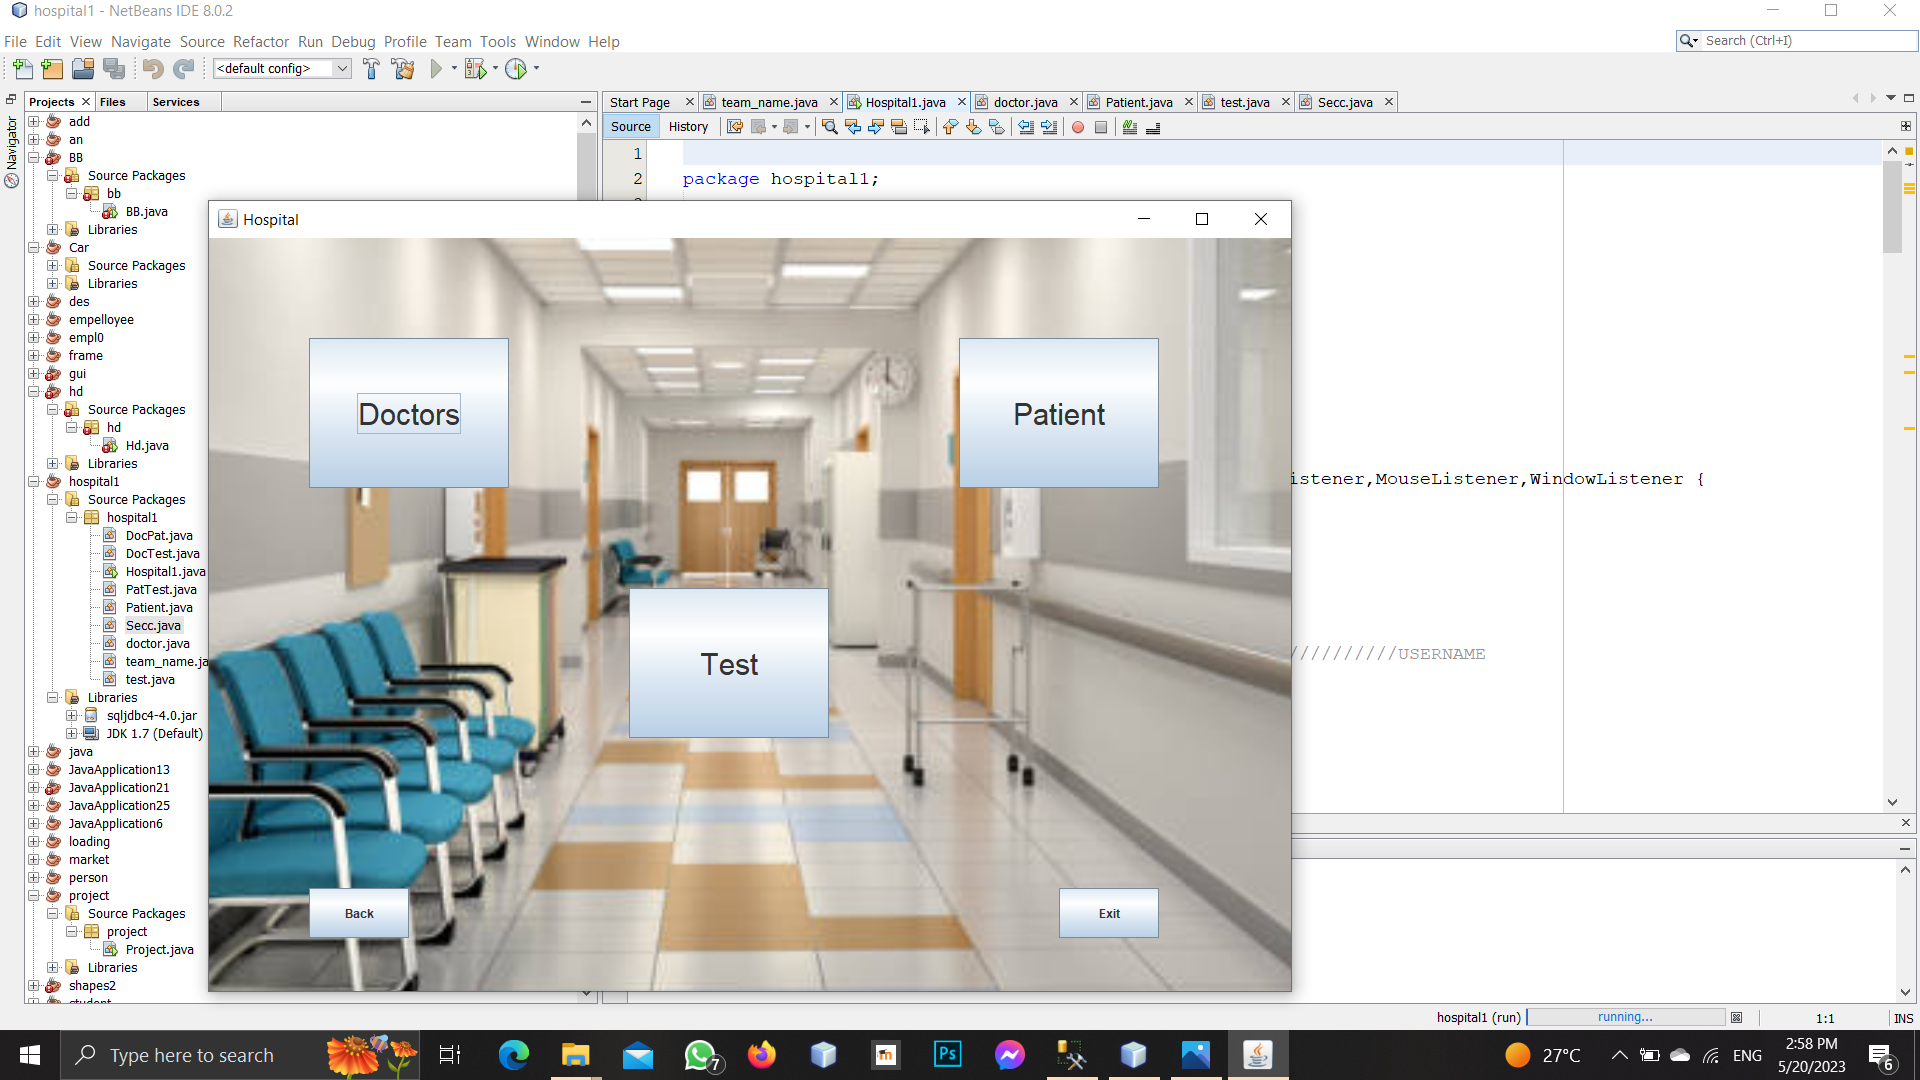 hospital1 - NetBeans IDE 8.0.2
File Edit View Navigate Source Refactor Run Debug Profile Team Tools Window Help
Search (Ctrl+I)
<default config>
Projects Files Services
Navigator
add
an
BB
Source Packages
bb
BB.java
Libraries
Car
Source Packages
Libraries
des
empelloyee
empl0
frame
gui
hd
Source Packages
hd
Hd.java
Libraries
hospital1
Source Packages
hospital1
DocPat.java
DocTest.java
Hospital1.java
PatTest.java
Patient.java
Secc.java
doctor.java
team_name.ja
test.java
Libraries
sqljdbc4-4.0.jar
JDK 1.7 (Default)
java
JavaApplication13
JavaApplication21
JavaApplication25
JavaApplication6
loading
market
person
project
Source Packages
project
Project.java
Libraries
shapes2
student
Start Page team_name.java Hospital1.java doctor.java Patient.java test.java Secc.java
Source History
1
2 package hospital1;
istener,MouseListener,WindowListener {
//////////USERNAME
Hospital
Doctors
Patient
Test
Back
Exit
hospital1 (run) running... 1:1 INS
Type here to search
7
m
Ps
27°C
ENG
2:58 PM
5/20/2023
6